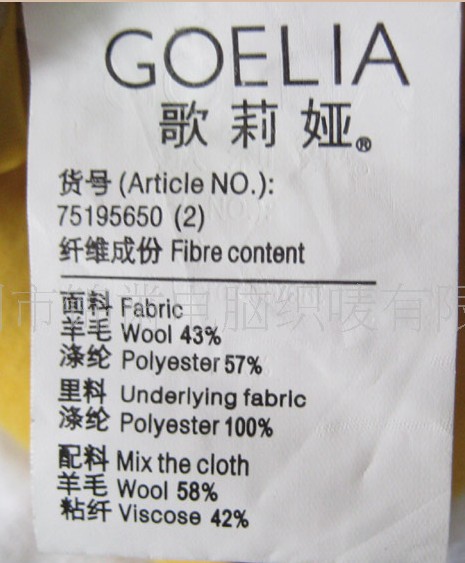 GOELIA
歌莉娅®
货号 (Article NO.):
75195650 (2)
纤维成份 Fibre content
面料 Fabric
羊毛 Wool 43%
涤纶 Polyester 57%
里料 Underlying fabric
涤纶 Polyester 100%
配料 Mix the cloth
羊毛 Wool 58%
粘纤 Viscose 42%